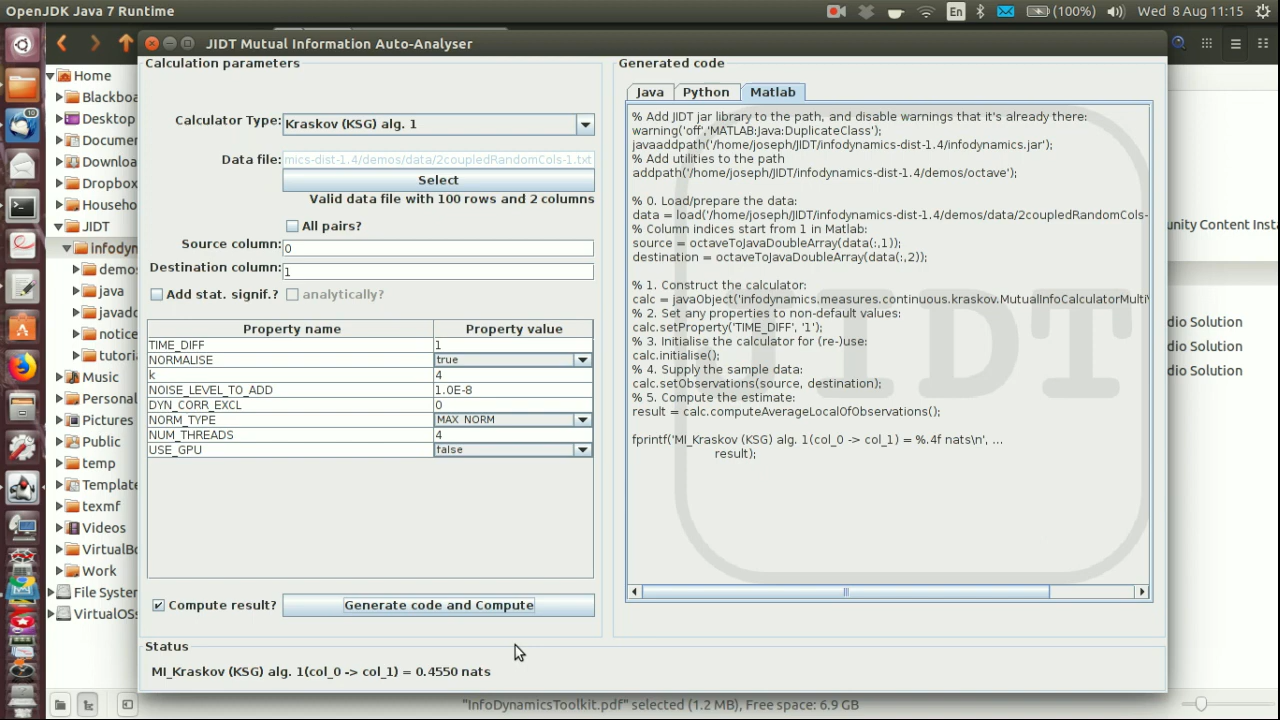 OpenJDK Java 7 Runtime
En
(100%)
Wed 8 Aug 11:15
JIDT Mutual Information Auto-Analyser
Home
Blackboa
Desktop
Docume
Downloa
Dropbox
Househo
JIDT
infodyn
demos
java
javado
notice
tutoria
Music
Personal
Pictures
Public
temp
Template
texmf
Videos
VirtualBo
Work
File System
VirtualOSs
Calculation parameters
Calculator Type:
Kraskov (KSG) alg. 1
Data file:
mics-dist-1.4/demos/data/2coupledRandomCols-1.txt
Select
Valid data file with 100 rows and 2 columns
All pairs?
Source column:
0
Destination column:
1
Add stat. signif.?
analytically?
Property name
Property value
TIME_DIFF
1
NORMALISE
true
k
4
NOISE_LEVEL_TO_ADD
1.0E-8
DYN_CORR_EXCL
0
NORM_TYPE
MAX_NORM
NUM_THREADS
4
USE_GPU
false
Compute result?
Generate code and Compute
Generated code
Java
Python
Matlab
JIDT
% Add JIDT jar library to the path, and disable warnings that it's already there:
warning('off','MATLAB:Java:DuplicateClass');
javaaddpath('/home/joseph/JIDT/infodynamics-dist-1.4/infodynamics.jar');
% Add utilities to the path
addpath('/home/joseph/JIDT/infodynamics-dist-1.4/demos/octave');
% 0. Load/prepare the data:
data = load('/home/joseph/JIDT/infodynamics-dist-1.4/demos/data/2coupledRandomCols-
% Column indices start from 1 in Matlab:
source = octaveToJavaDoubleArray(data(:,1));
destination = octaveToJavaDoubleArray(data(:,2));
% 1. Construct the calculator:
calc = javaObject('infodynamics.measures.continuous.kraskov.MutualInfoCalculatorMulti
% 2. Set any properties to non-default values:
calc.setProperty('TIME_DIFF', '1');
% 3. Initialise the calculator for (re-)use:
calc.initialise();
% 4. Supply the sample data:
calc.setObservations(source, destination);
% 5. Compute the estimate:
result = calc.computeAverageLocalOfObservations();
fprintf('MI_Kraskov (KSG) alg. 1(col_0 -> col_1) = %.4f nats\n', ...
result);
unity Content Insta
dio Solution
dio Solution
dio Solution
Status
MI_Kraskov (KSG) alg. 1(col_0 -> col_1) = 0.4550 nats
"InfoDynamicsToolkit.pdf" selected (1.2 MB), Free space: 6.9 GB